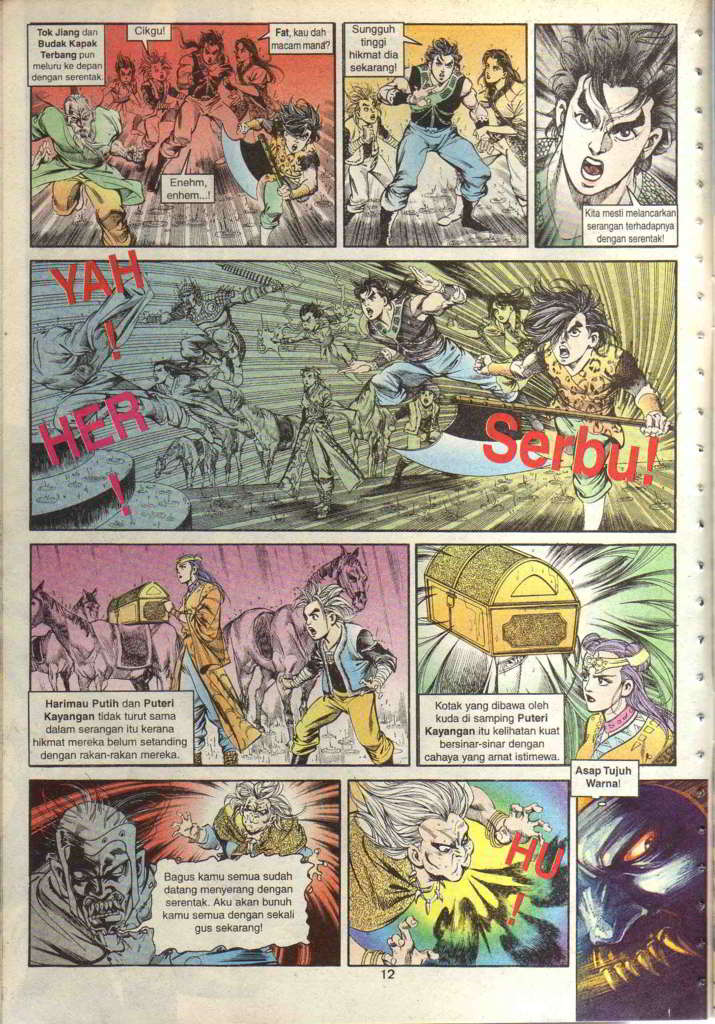 Tok Jiang dan
Budak Kapak
Terbang pun
meluru ke depan
dengan serentak.
Cikgu!
Fat, kau dah
macam mana?
Enehm,
enhem...!
Sungguh
tinggi
hikmat dia
sekarang!
Kita mesti melancarkan
serangan terhadapnya
dengan serentak!
YAH
!
HER
!
Serbu!
Harimau Putih dan Puteri
Kayangan tidak turut sama
dalam serangan itu kerana
hikmat mereka belum setanding
dengan rakan-rakan mereka.
Kotak yang dibawa oleh
kuda di samping Puteri
Kayangan itu kelihatan kuat
bersinar-sinar dengan
cahaya yang amat istimewa.
Bagus kamu semua sudah
datang menyerang dengan
serentak. Aku akan bunuh
kamu semua dengan sekali
gus sekarang!
HU
!
Asap Tujuh
Warna!
12